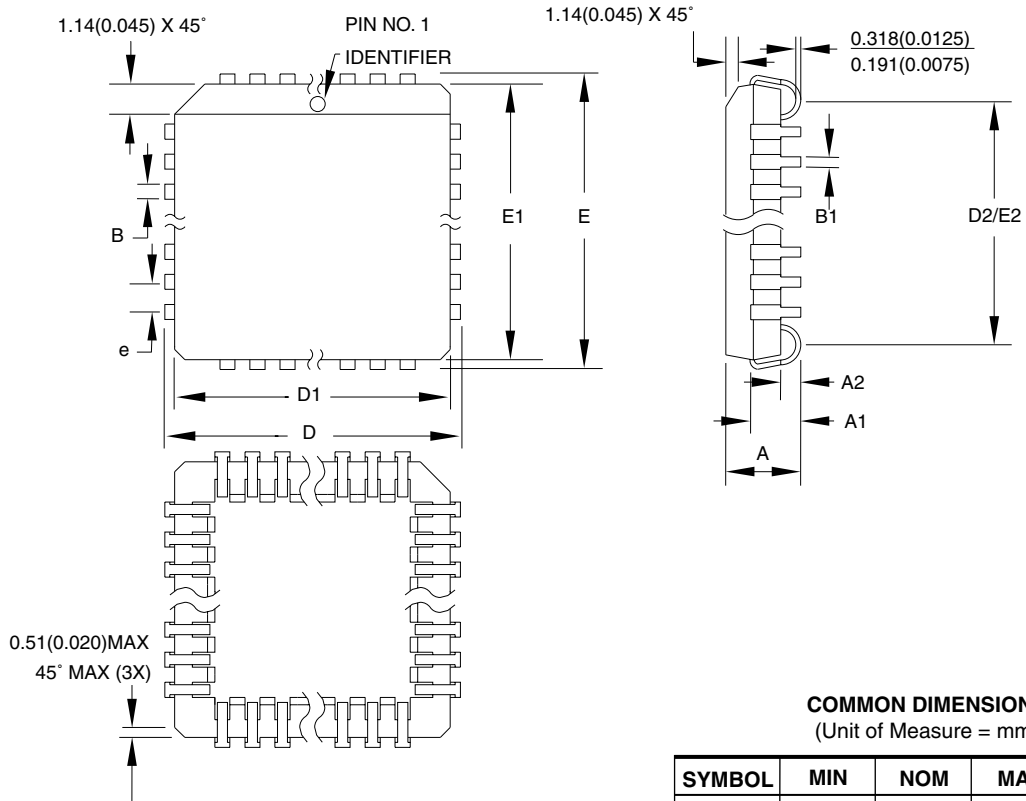 1.14(0.045) X 45˚
PIN NO. 1
IDENTIFIER
1.14(0.045) X 45˚
0.318(0.0125)
0.191(0.0075)
B
e
E1
E
B1
D2/E2
A2
A1
A
D1
D
0.51(0.020)MAX
45˚ MAX (3X)
COMMON DIMENSION
(Unit of Measure = mm
SYMBOL MIN NOM MA